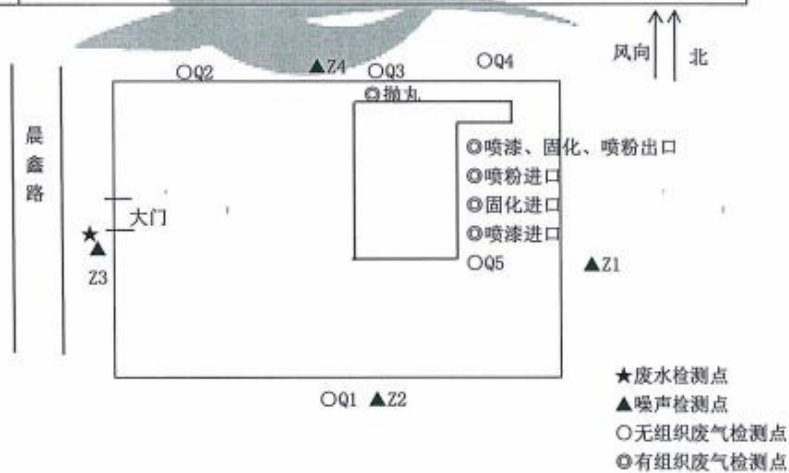 ○Q4
风向 北
○Q2 ▲Z4 ○Q3
◎抛丸
晨鑫路
◎喷漆、固化、喷粉出口
◎喷粉进口
◎固化进口
大门
★
◎喷漆进口
▲
Z3
○Q5 ▲Z1
○Q1 ▲Z2
★废水检测点
▲噪声检测点
○无组织废气检测点
◎有组织废气检测点